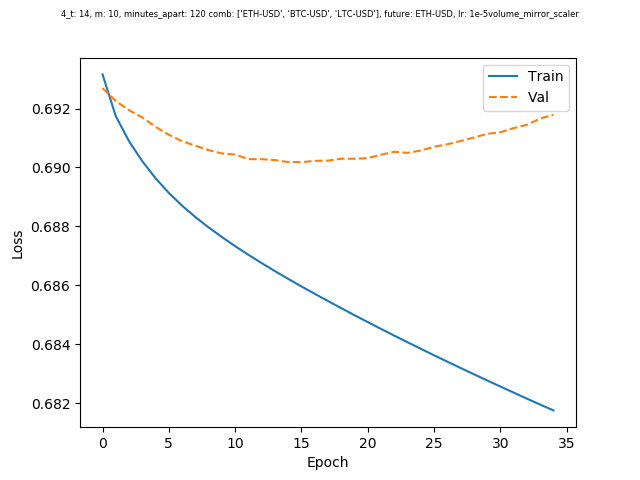 4_t: 14, m: 10, minutes_apart: 120 comb: ['ETH-USD', 'BTC-USD', 'LTC-USD'], future: ETH-USD, lr: 1e-5volume_mirror_scaler
Train
Val
0.692
0.690
0.688
0.686
0.684
0.682
Loss
0 5 10 15 20 25 30 35
Epoch